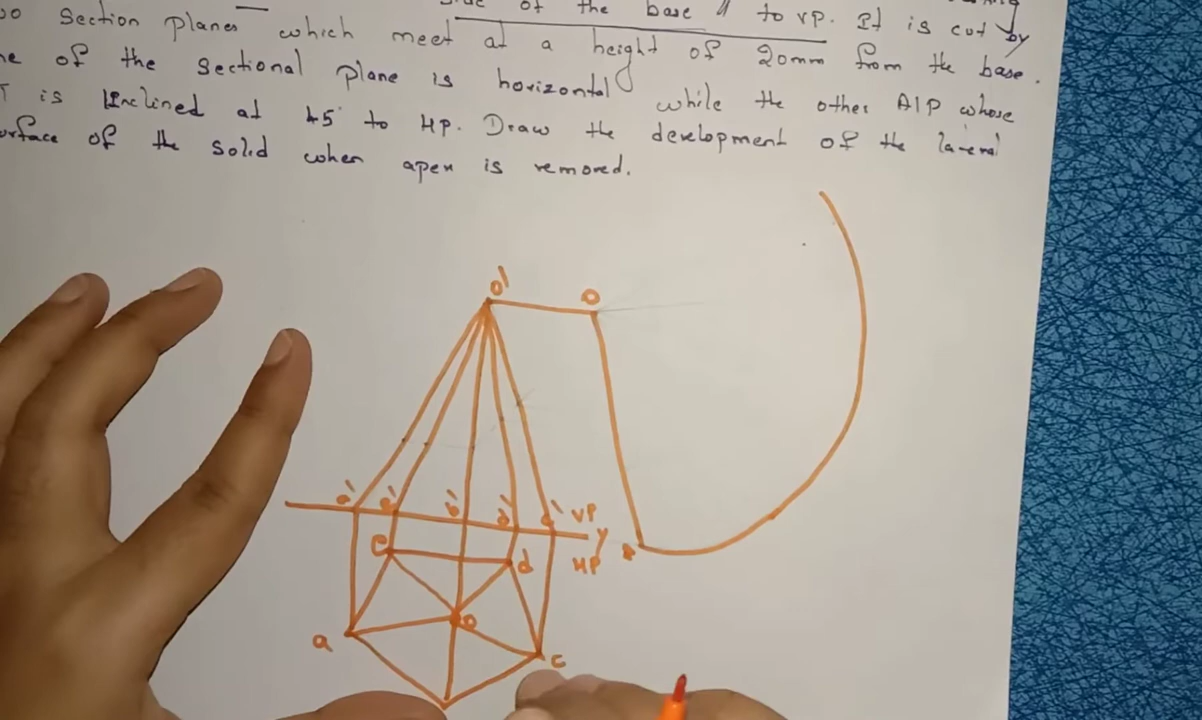 of the base // to VP. It is cut by
Section planes which meet at a height of 20mm from the base.
of the Sectional plane is horizontal while the other AIP whose
is Inclined at 45° to HP. Draw the development of the lateral
of the solid when apex is removed.
o' o
a' e' b' d' c' VP
y
e d HP A
o
a c